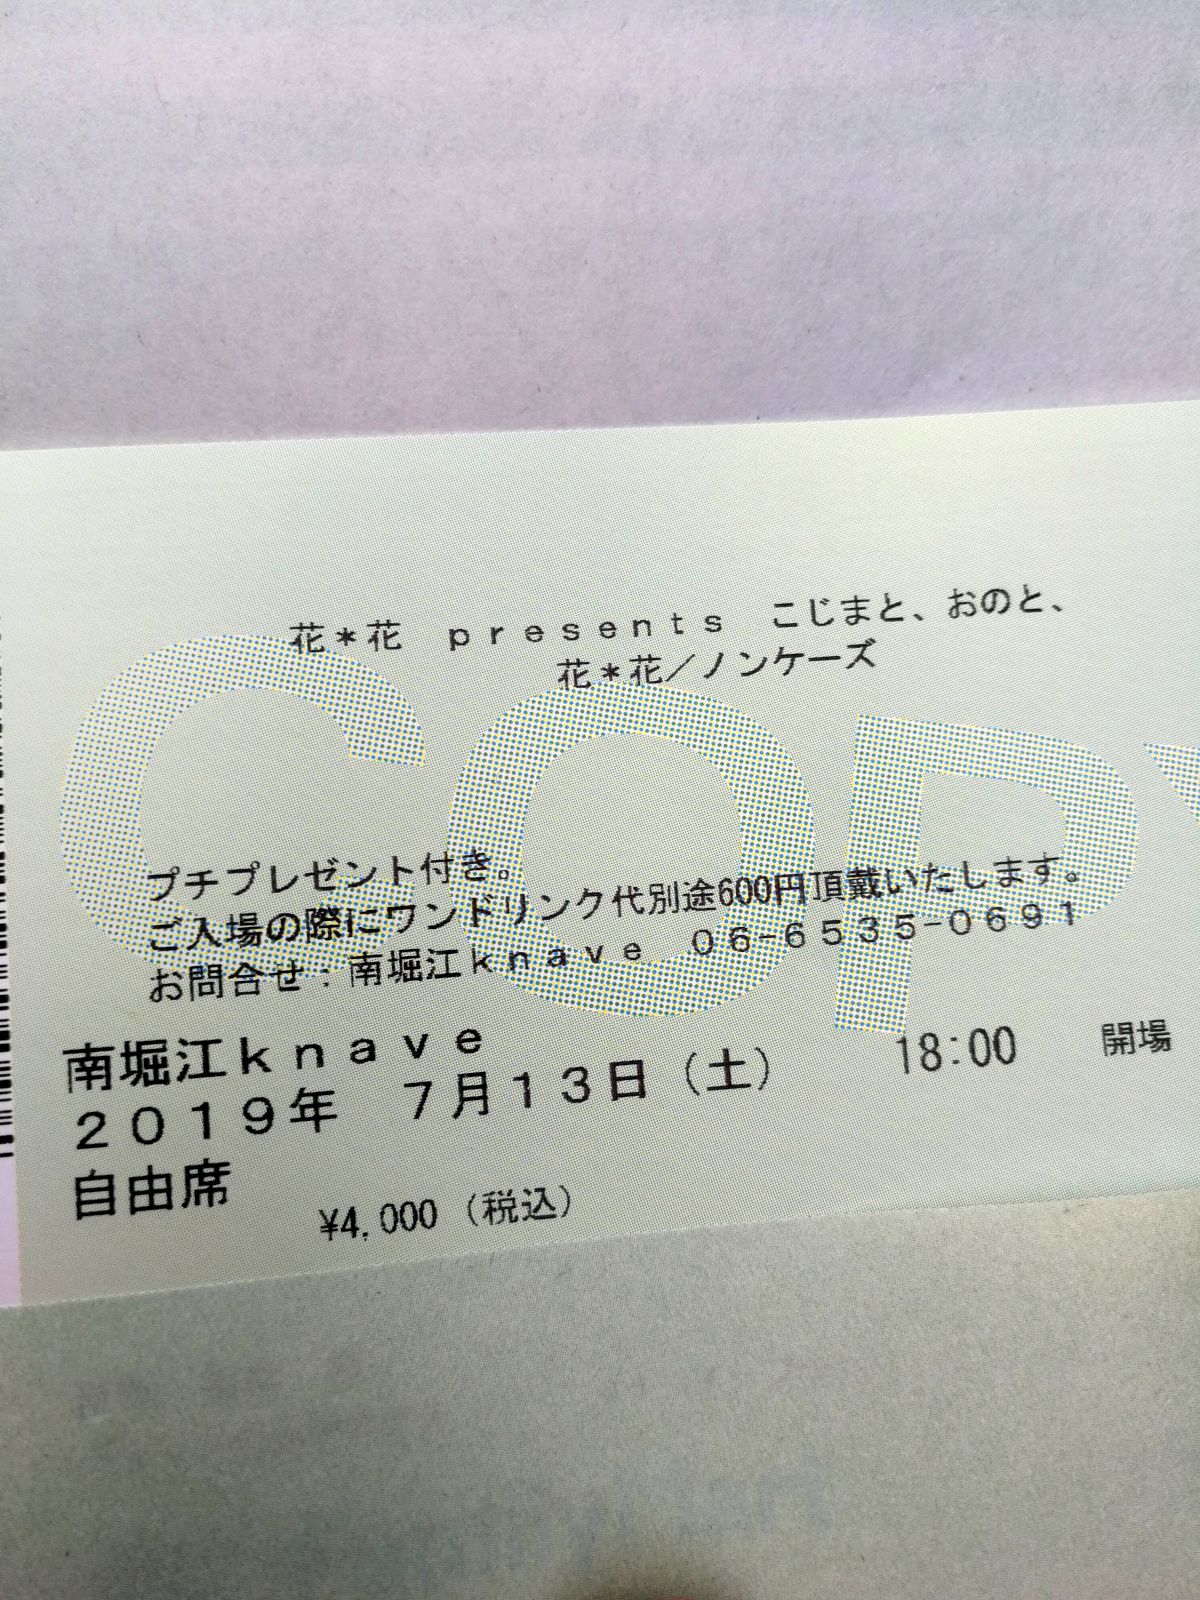 花＊花　ｐｒｅｓｅｎｔｓ　こじまと、おのと、
花＊花／ノンケーズ
COPY
プチプレゼント付き。
ご入場の際にワンドリンク代別途600円頂戴いたします。
お問合せ：南堀江ｋｎａｖｅ　０６−６５３５−０６９１
南堀江ｋｎａｖｅ
２０１９年　７月１３日（土）　18:00　開場
自由席
¥4,000（税込）